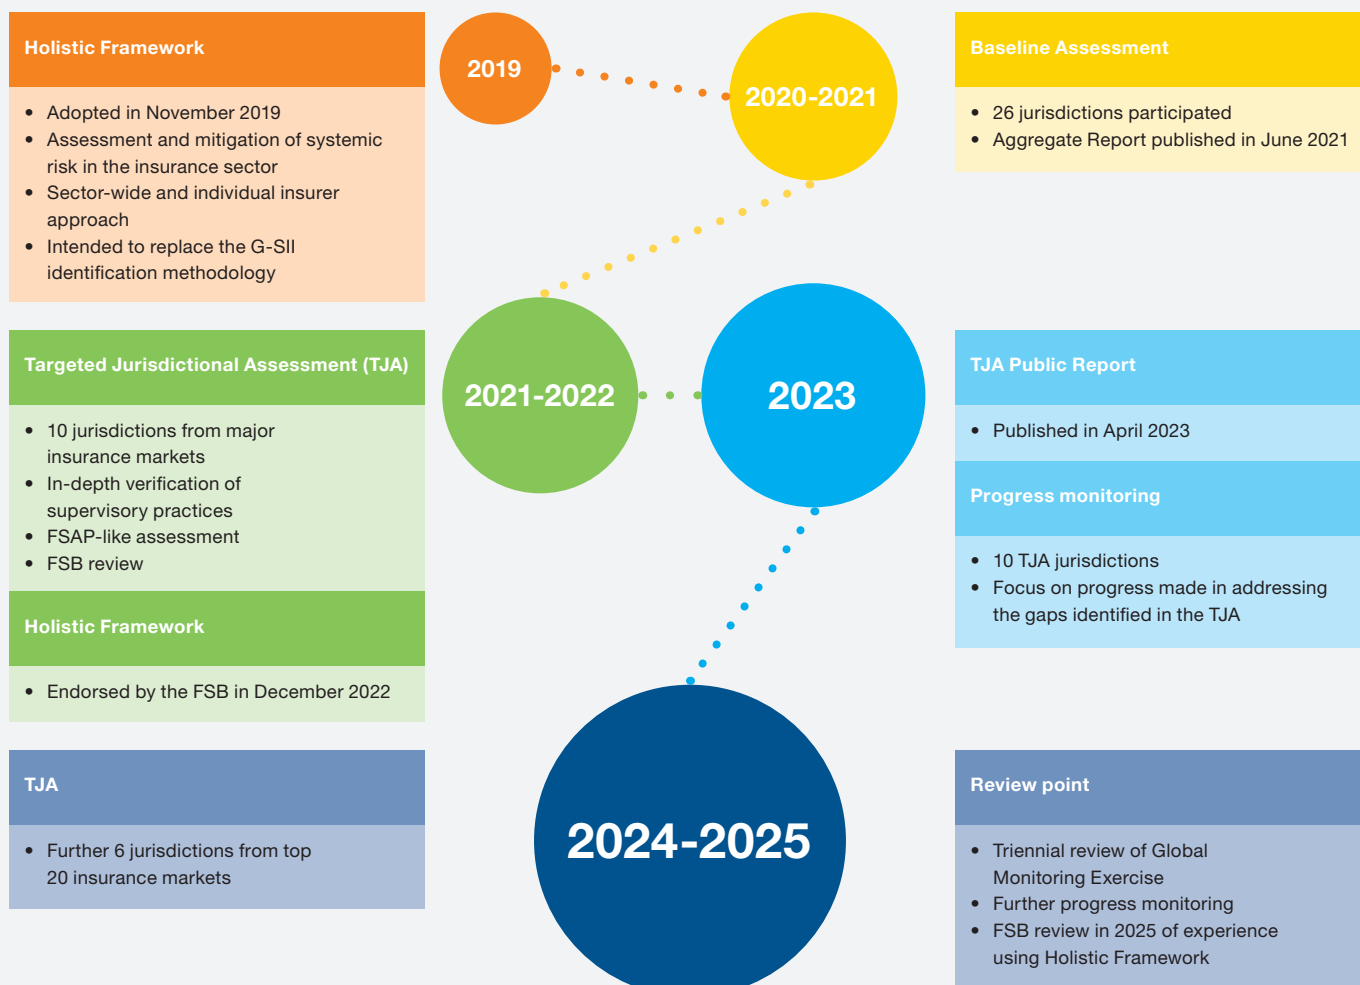 Holistic Framework
• Adopted in November 2019
• Assessment and mitigation of systemic
risk in the insurance sector
• Sector-wide and individual insurer
approach
• Intended to replace the G-SII
identification methodology
2019
2020-2021
Baseline Assessment
• 26 jurisdictions participated
• Aggregate Report published in June 2021
Targeted Jurisdictional Assessment (TJA)
• 10 jurisdictions from major
insurance markets
• In-depth verification of
supervisory practices
• FSAP-like assessment
• FSB review
Holistic Framework
• Endorsed by the FSB in December 2022
2021-2022
2023
TJA Public Report
• Published in April 2023
Progress monitoring
• 10 TJA jurisdictions
• Focus on progress made in addressing
the gaps identified in the TJA
TJA
• Further 6 jurisdictions from top
20 insurance markets
2024-2025
Review point
• Triennial review of Global
Monitoring Exercise
• Further progress monitoring
• FSB review in 2025 of experience
using Holistic Framework